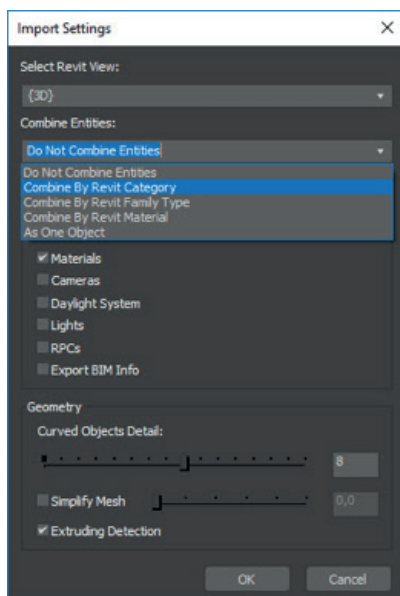 Import Settings
Select Revit View:
{3D}
Combine Entities:
Do Not Combine Entities
Do Not Combine Entities
Combine By Revit Category
Combine By Revit Family Type
Combine By Revit Material
As One Object
Materials
Cameras
Daylight System
Lights
RPCs
Export BIM Info
Geometry
Curved Objects Detail:
8
Simplify Mesh 0,0
Extruding Detection
OK Cancel